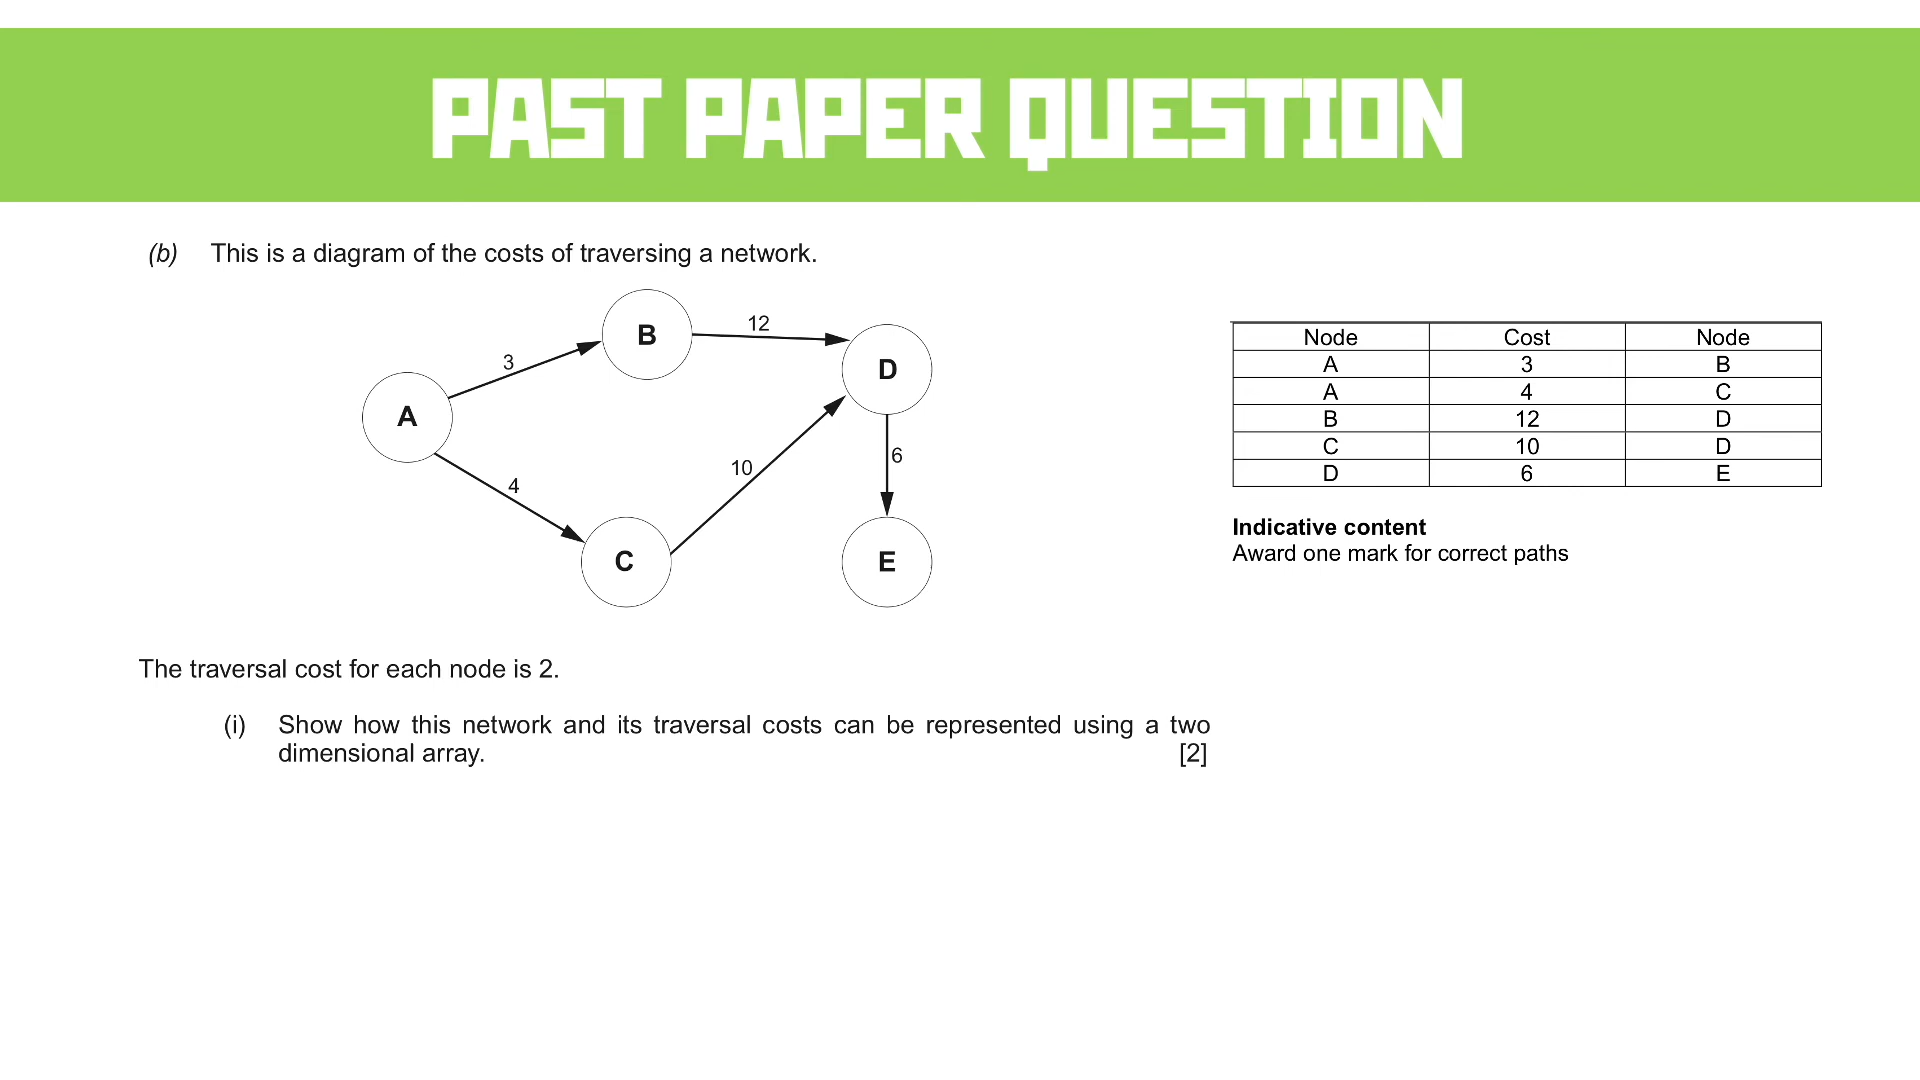 PAST PAPER QUESTION
(b) This is a diagram of the costs of traversing a network.
B
12
D
3
A
4
10
6
C
E
Node Cost Node
A 3 B
A 4 C
B 12 D
C 10 D
D 6 E
Indicative content
Award one mark for correct paths
The traversal cost for each node is 2.
(i) Show how this network and its traversal costs can be represented using a two
dimensional array. [2]